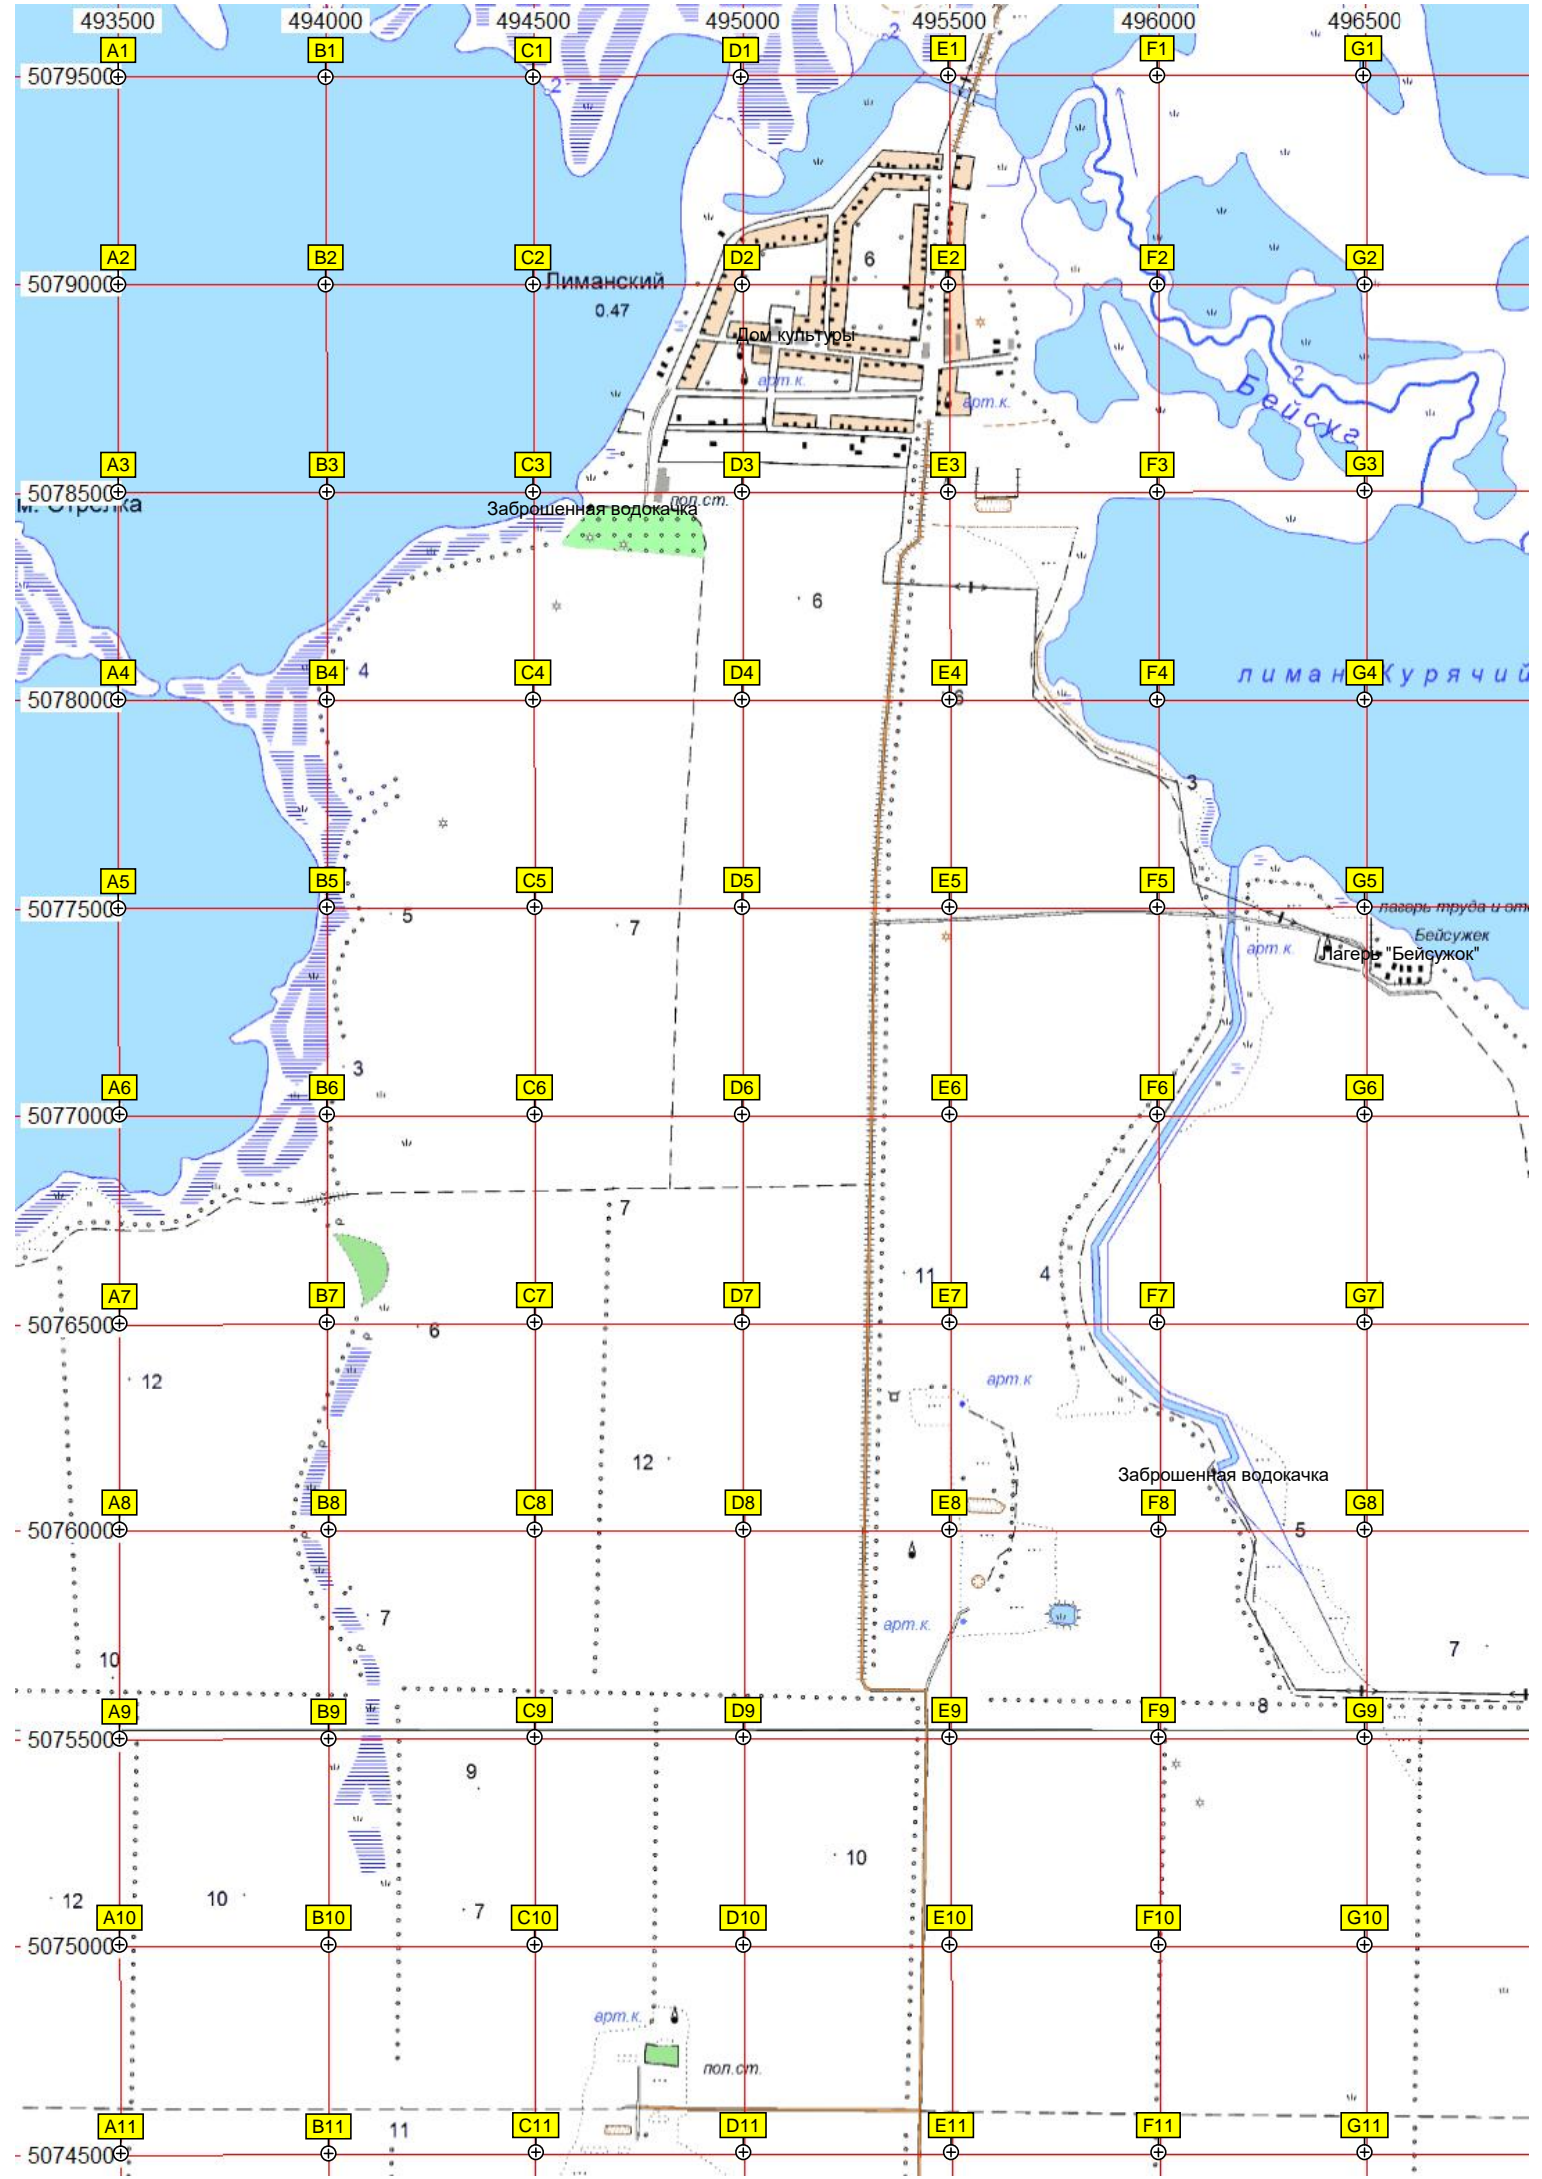 493500 494000 494500 495000 495500 496000 496500
2
A1 B1 C1 D1 E1 F1 G1
5079500
2
A2 B2 C2 D2 E2 F2 G2
6
5079000
Лиманский
0.47
Дом культуры
арт.к.
2
арт.к.
Бейсуг
A3 B3 C3 D3 E3 F3 G3
5078500
м. Стрелка
пол.ст.
Заброшенная водокачка
6
4
A4 B4 C4 D4 E4 F4 G4
лиман Курячий
5078000
6
3
A5 B5 C5 D5 E5 F5 G5
5077500
5
7
лагерь труда и отд
Бейсужек
арт.к.
Лагерь "Бейсужок"
3
A6 B6 C6 D6 E6 F6 G6
5077000
7
11
4
A7 B7 C7 D7 E7 F7 G7
5076500
6
12
арт.к
12
Заброшенная водокачка
A8 B8 C8 D8 E8 F8 G8
5076000
5
7
арт.к.
7
10
8
A9 B9 C9 D9 E9 F9 G9
5075500
9
10
12
10
7
A10 B10 C10 D10 E10 F10 G10
5075000
арт.к.
пол.ст.
A11 B11 C11 D11 E11 F11 G11
11
5074500